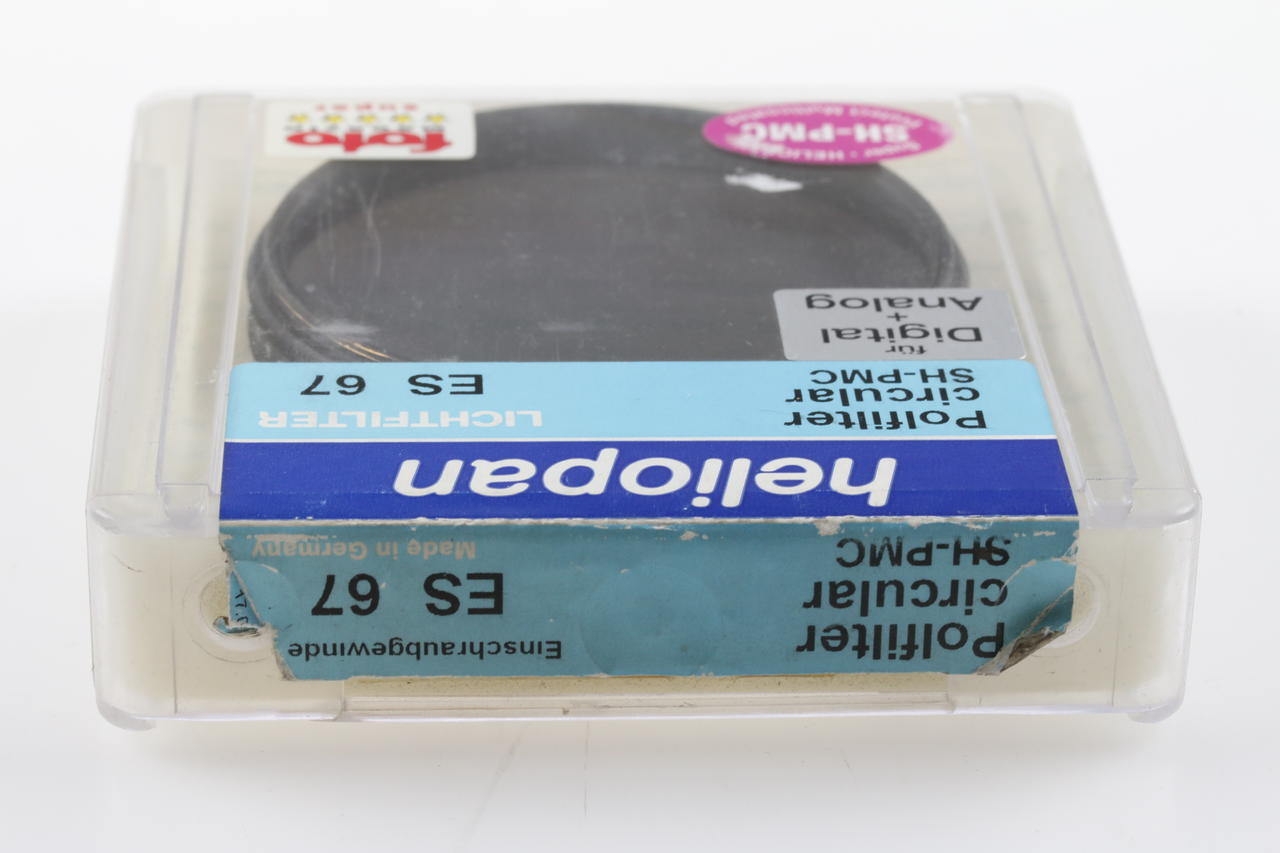 Polfilter
circular
SH-PMC
Einschraubgewinde
ES 67
Made in Germany
heliopan
Polfilter
circular
SH-PMC
LICHTFILTER
ES 67
für
Digital
+
Analog
SH-PMC
foto
super